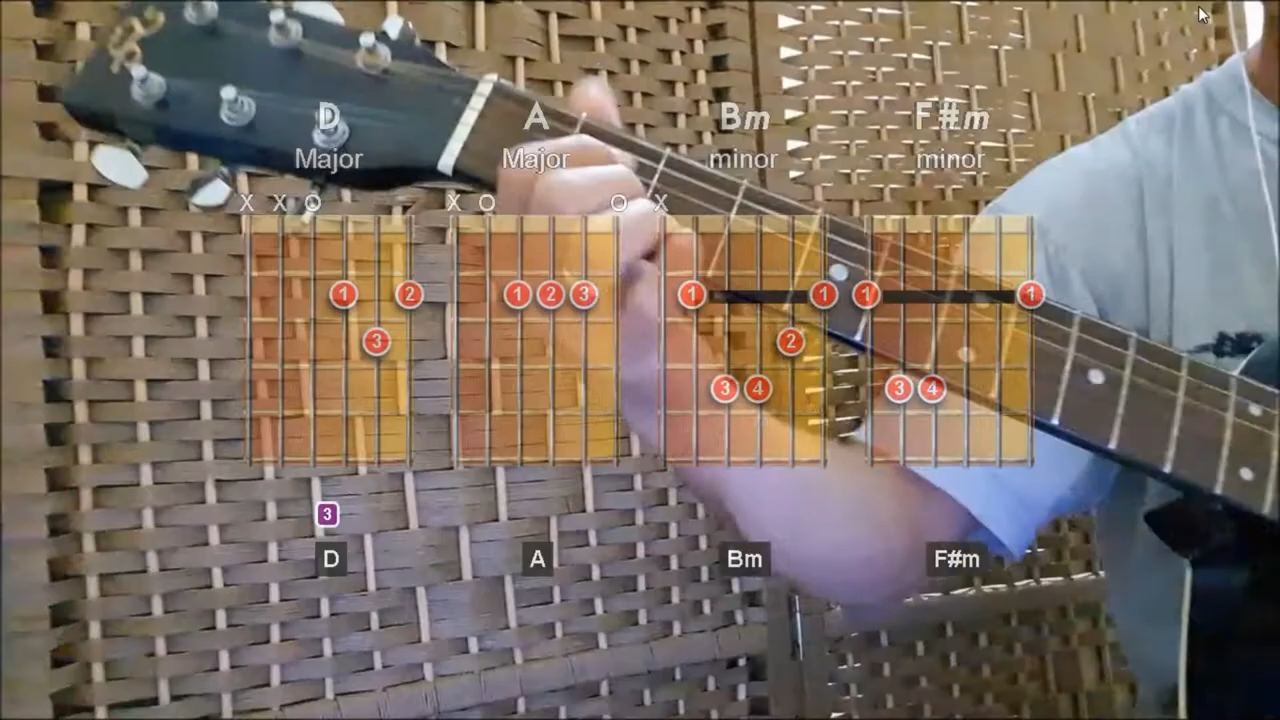 D A Bm F#m
Major Major minor minor
X X O X O O X
1 2 1 2 3 1 1 1 1
3 2
3 4 3 4
3
D A Bm F#m